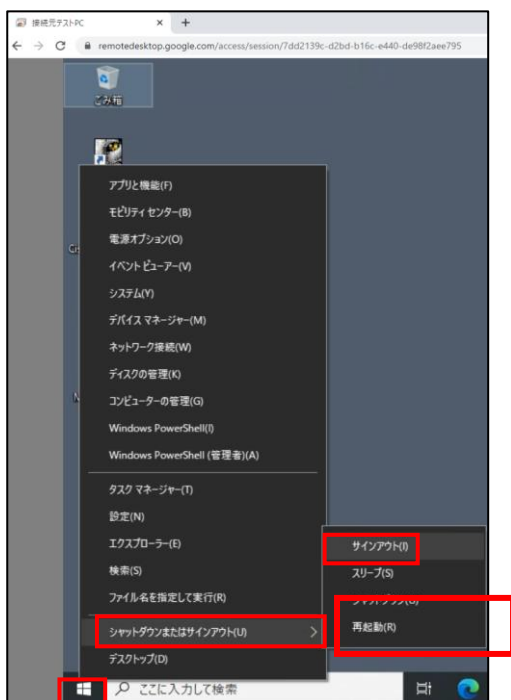 接続元テストPC
remotedesktop.google.com/access/session/7dd2139c-d2bd-b16c-e440-de98f2aee795
ごみ箱
アプリと機能(F)
モビリティ センター(B)
電源オプション(O)
イベント ビューアー(V)
システム(Y)
デバイス マネージャー(M)
ネットワーク接続(W)
ディスクの管理(K)
コンピューターの管理(G)
Windows PowerShell(I)
Windows PowerShell (管理者)(A)
タスク マネージャー(T)
設定(N)
エクスプローラー(E)
検索(S)
ファイル名を指定して実行(R)
シャットダウンまたはサインアウト(U)
デスクトップ(D)
サインアウト(I)
スリープ(S)
再起動(R)
ここに入力して検索